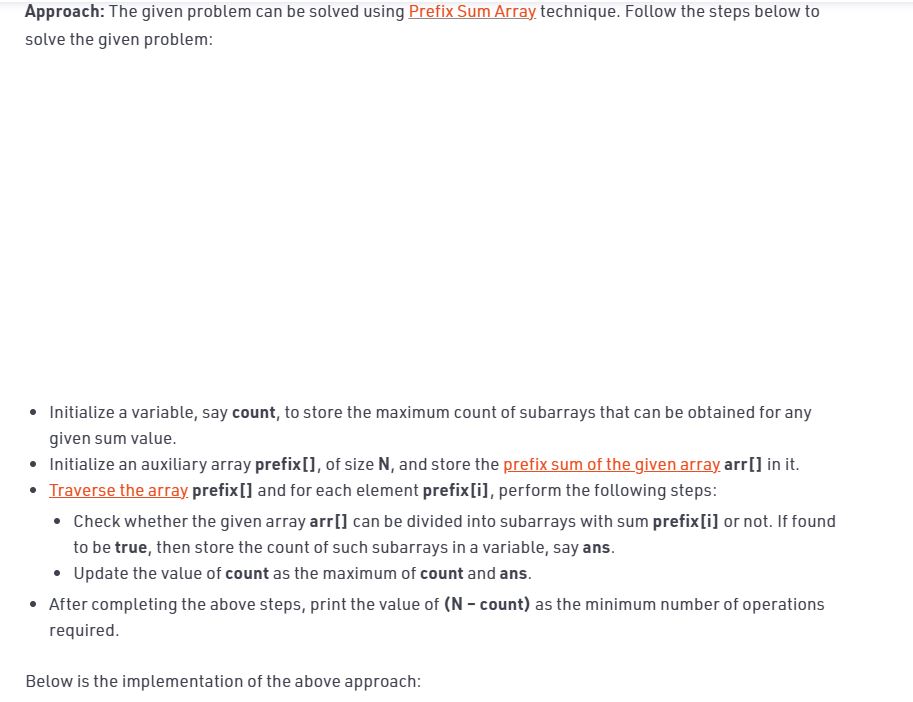 Approach: The given problem can be solved using Prefix Sum Array technique. Follow the steps below to
solve the given problem:
• Initialize a variable, say count, to store the maximum count of subarrays that can be obtained for any
given sum value.
• Initialize an auxiliary array prefix[], of size N, and store the prefix sum of the given array arr[] in it.
• Traverse the array prefix[] and for each element prefix[i], perform the following steps:
• Check whether the given array arr[] can be divided into subarrays with sum prefix[i] or not. If found
to be true, then store the count of such subarrays in a variable, say ans.
• Update the value of count as the maximum of count and ans.
• After completing the above steps, print the value of (N – count) as the minimum number of operations
required.
Below is the implementation of the above approach: